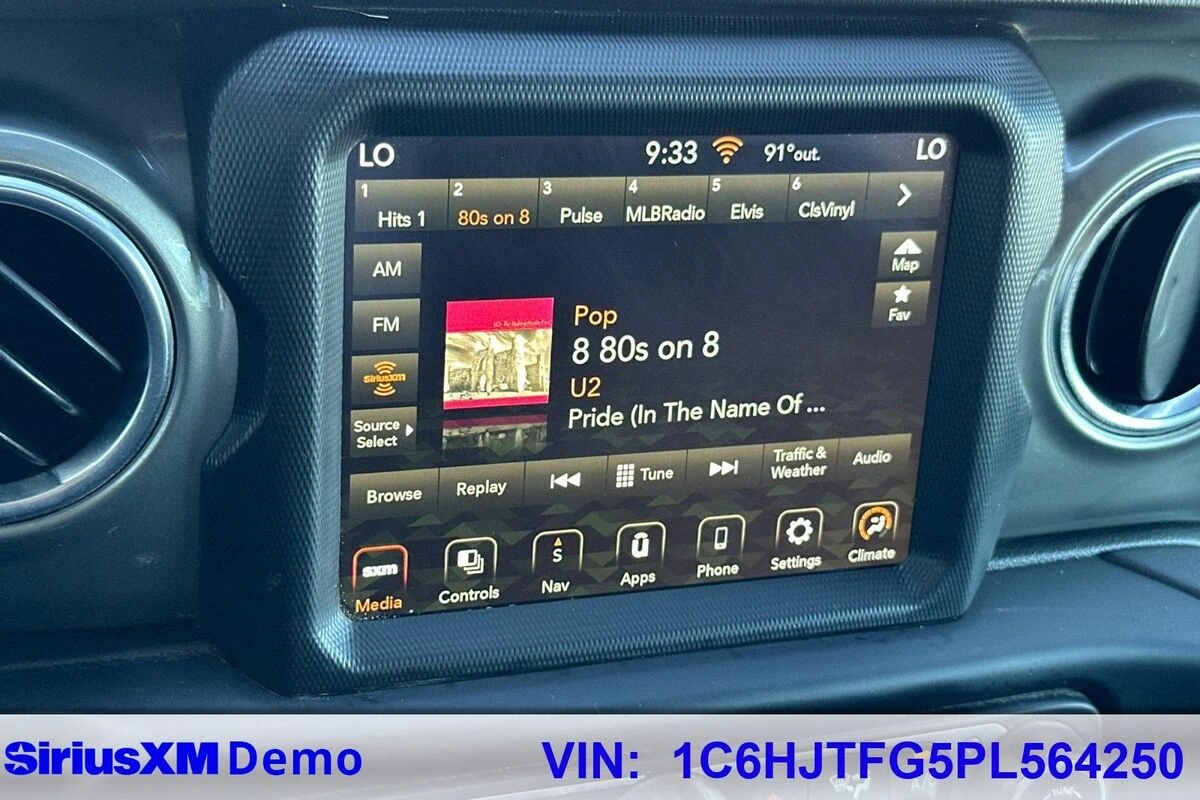 LO 9:33 91°out. LO
1 Hits 1 2 80s on 8 3 Pulse 4 MLBRadio 5 Elvis 6 ClsVinyl
AM
Map
FM
Fav
SiriusXM
Pop
8 80s on 8
U2
Pride (In The Name Of ...
Source
Select
Browse Replay Tune Traffic & Weather Audio
sxm S u
Media Controls Nav Apps Phone Settings Climate
SiriusXM Demo VIN: 1C6HJTFG5PL564250
TUNE